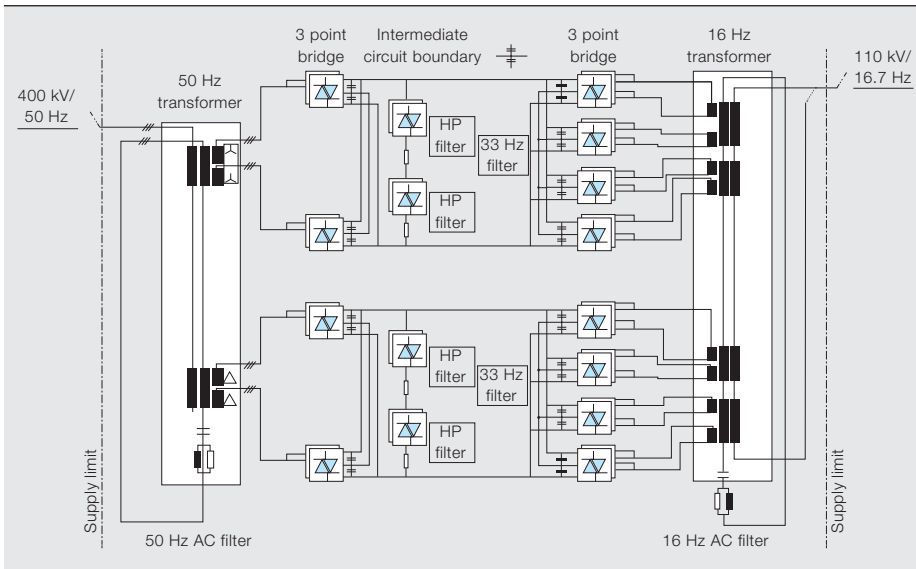 3 point
bridge
Intermediate
circuit boundary
3 point
bridge
16 Hz
transformer
110 kV/
16.7 Hz
50 Hz
transformer
400 kV/
50 Hz
HP
filter
33 Hz
filter
HP
filter
HP
filter
33 Hz
filter
HP
filter
Supply limit
50 Hz AC filter
16 Hz AC filter
Supply limit